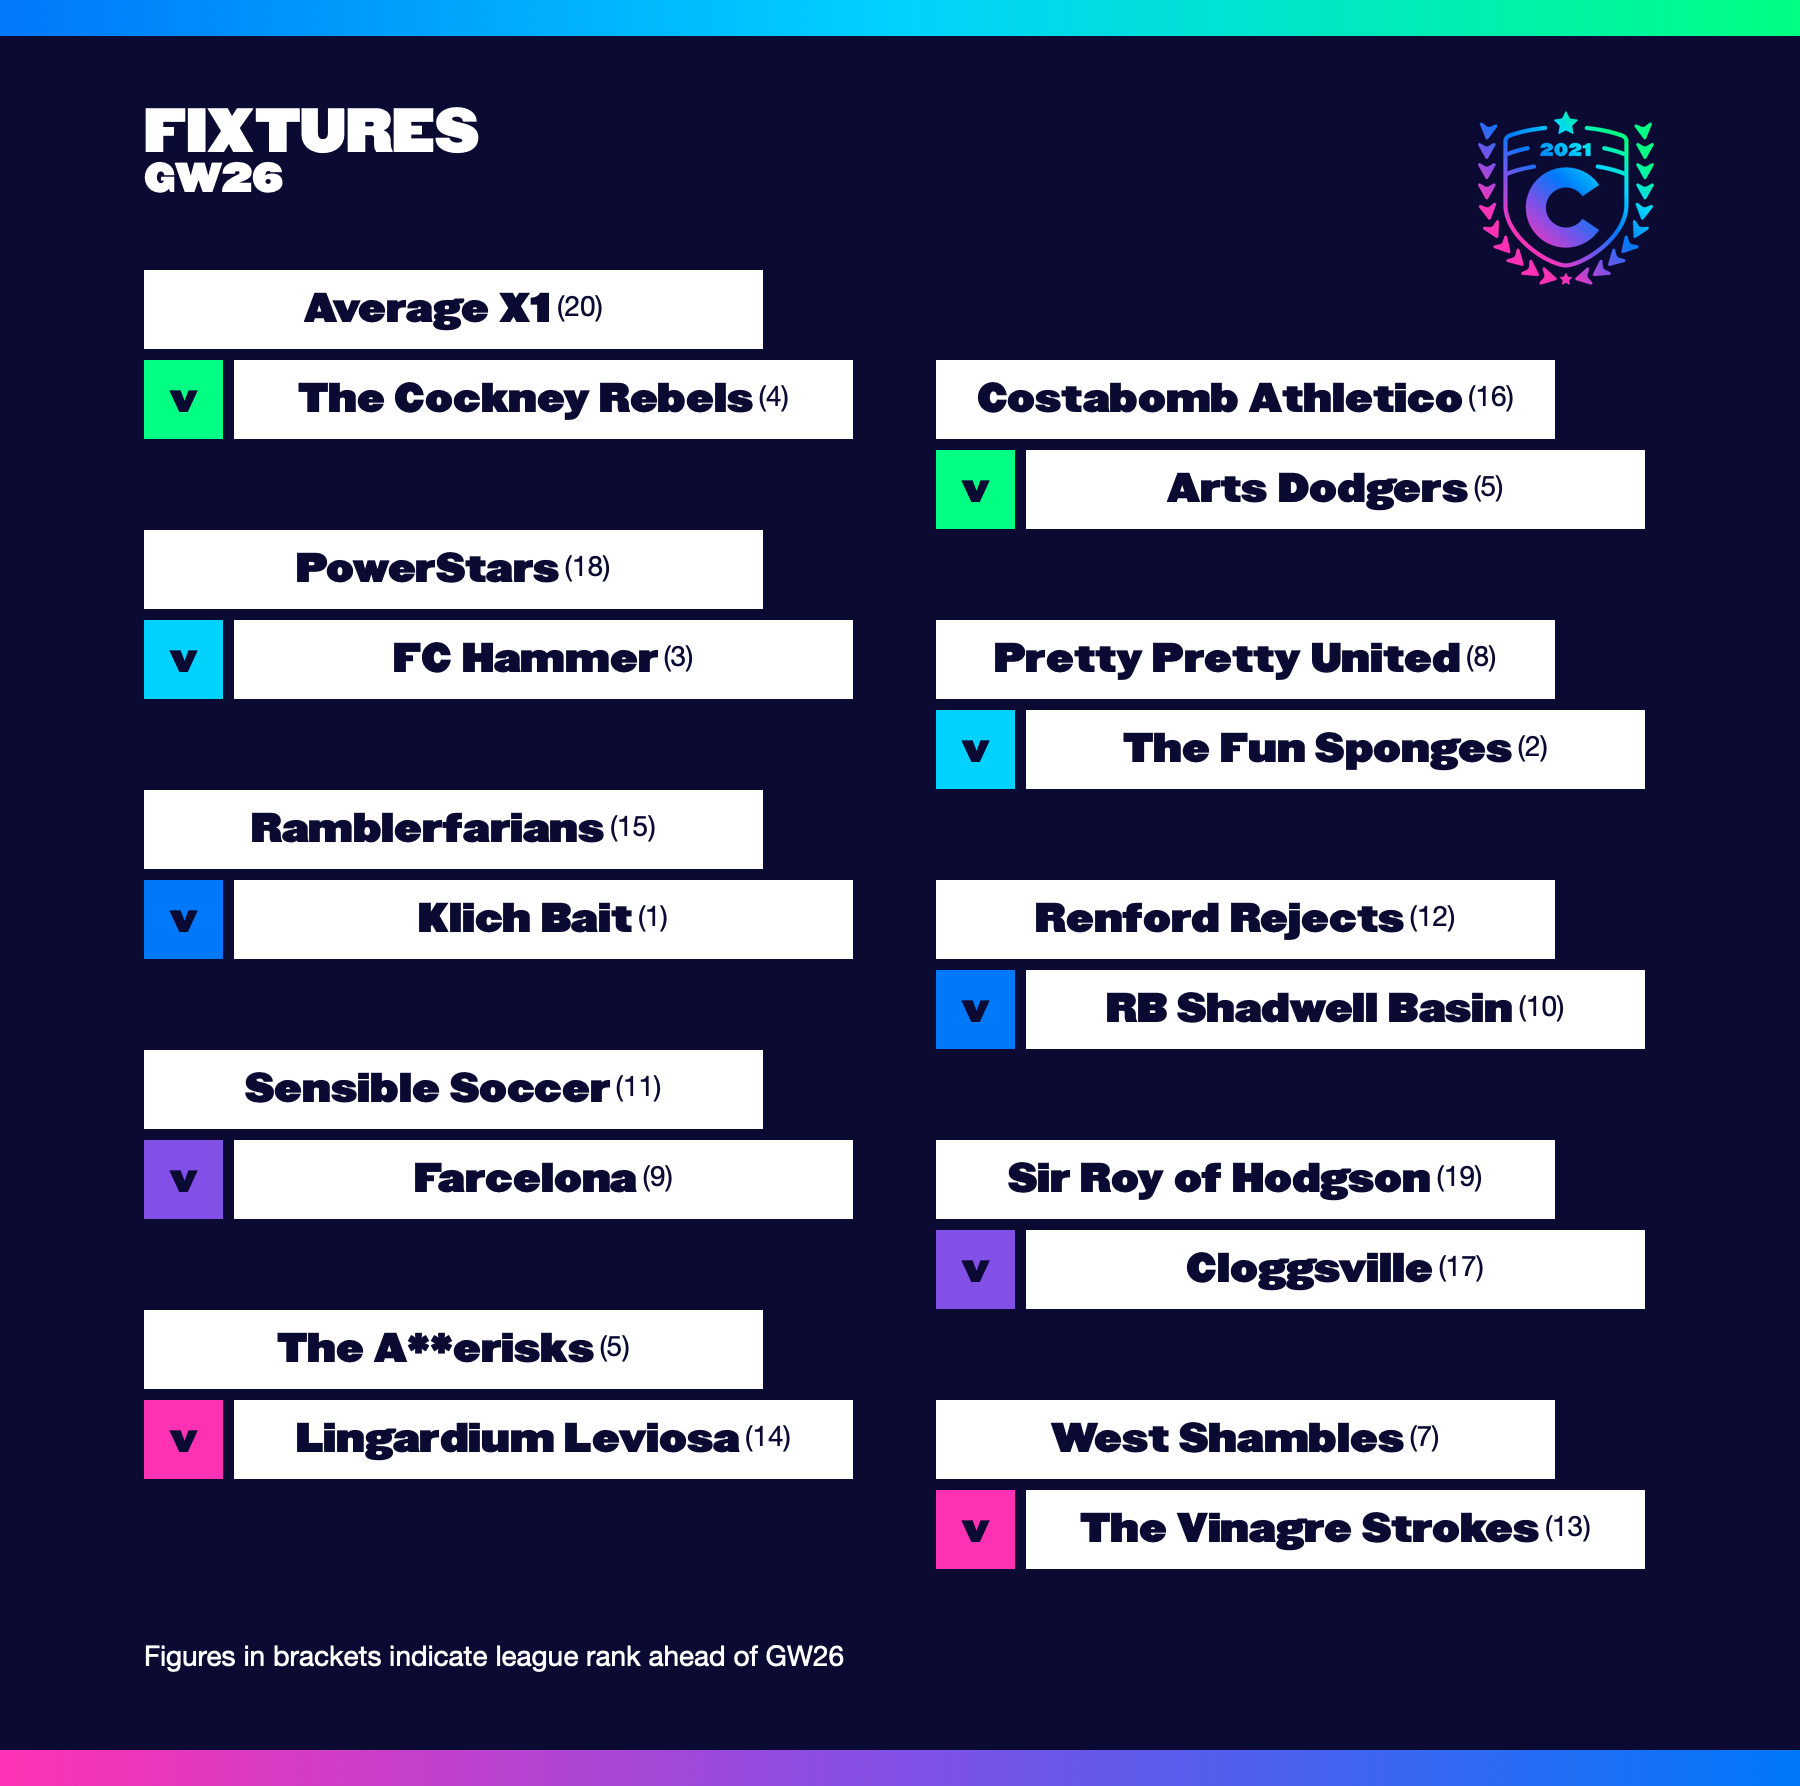 FIXTURES
GW26
2021
C
Average X1 (20)
v The Cockney Rebels (4)
PowerStars (18)
v FC Hammer (3)
Ramblerfarians (15)
v Klich Bait (1)
Sensible Soccer (11)
v Farcelona (9)
The A**erisks (5)
v Lingardium Leviosa (14)
Costabomb Athletico (16)
v Arts Dodgers (5)
Pretty Pretty United (8)
v The Fun Sponges (2)
Renford Rejects (12)
v RB Shadwell Basin (10)
Sir Roy of Hodgson (19)
v Cloggsville (17)
West Shambles (7)
v The Vinagre Strokes (13)
Figures in brackets indicate league rank ahead of GW26